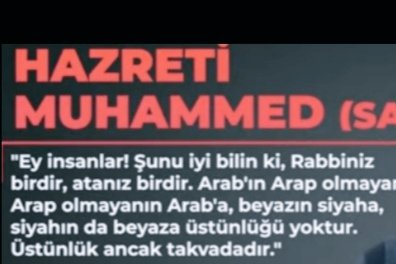 HAZRETİ
MUHAMMED (SA
"Ey insanlar! Şunu iyi bilin ki, Rabbiniz
birdir, atanız birdir. Arab'ın Arap olmayan
Arap olmayanın Arab'a, beyazın siyaha,
siyahın da beyaza üstünlüğü yoktur.
Üstünlük ancak takvadadır."